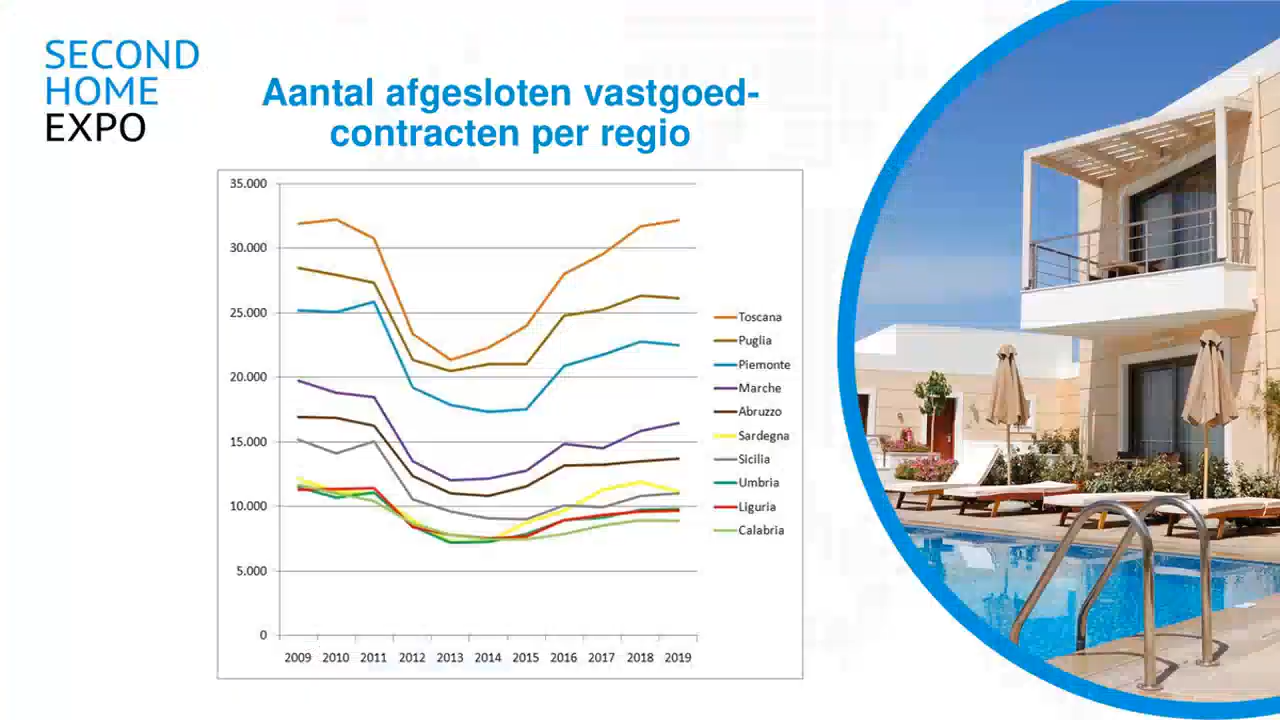 SECOND
HOME
EXPO
Aantal afgesloten vastgoed-
contracten per regio
35.000
30.000
25.000
20.000
15.000
10.000
5.000
0
2009 2010 2011 2012 2013 2014 2015 2016 2017 2018 2019
Toscana
Puglia
Piemonte
Marche
Abruzzo
Sardegna
Sicilia
Umbria
Liguria
Calabria